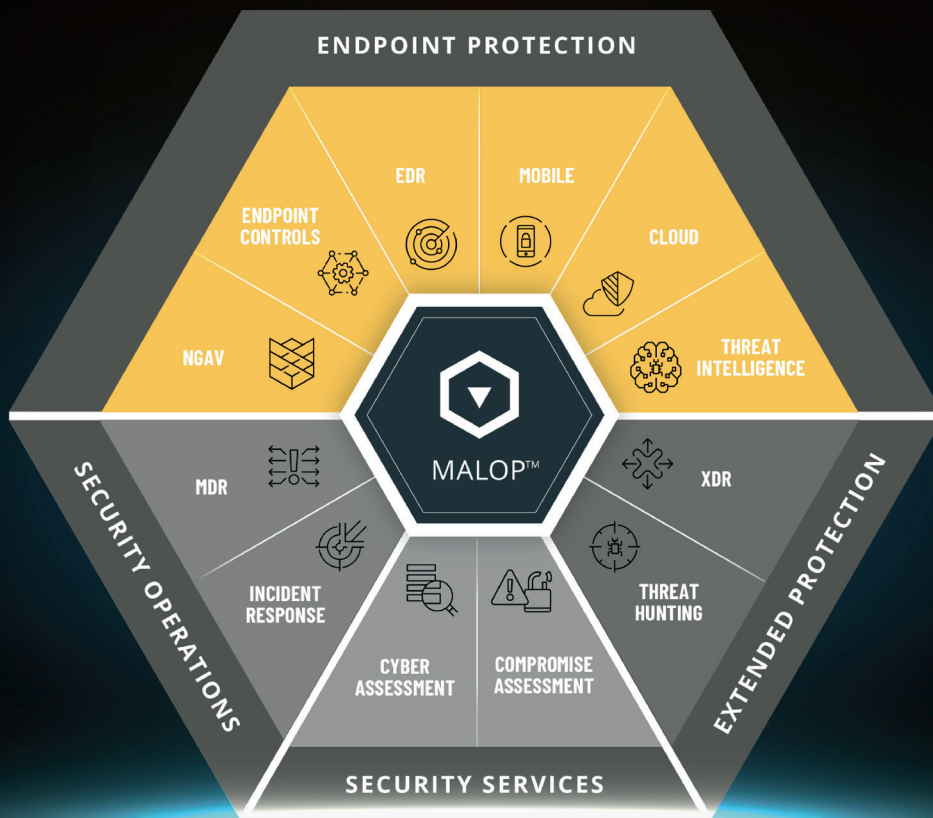 ENDPOINT PROTECTION
EDR
MOBILE
ENDPOINT
CONTROLS
CLOUD
NGAV
THREAT
INTELLIGENCE
MALOP™
MDR
XDR
INCIDENT
RESPONSE
THREAT
HUNTING
CYBER
ASSESSMENT
COMPROMISE
ASSESSMENT
SECURITY OPERATIONS
EXTENDED PROTECTION
SECURITY SERVICES